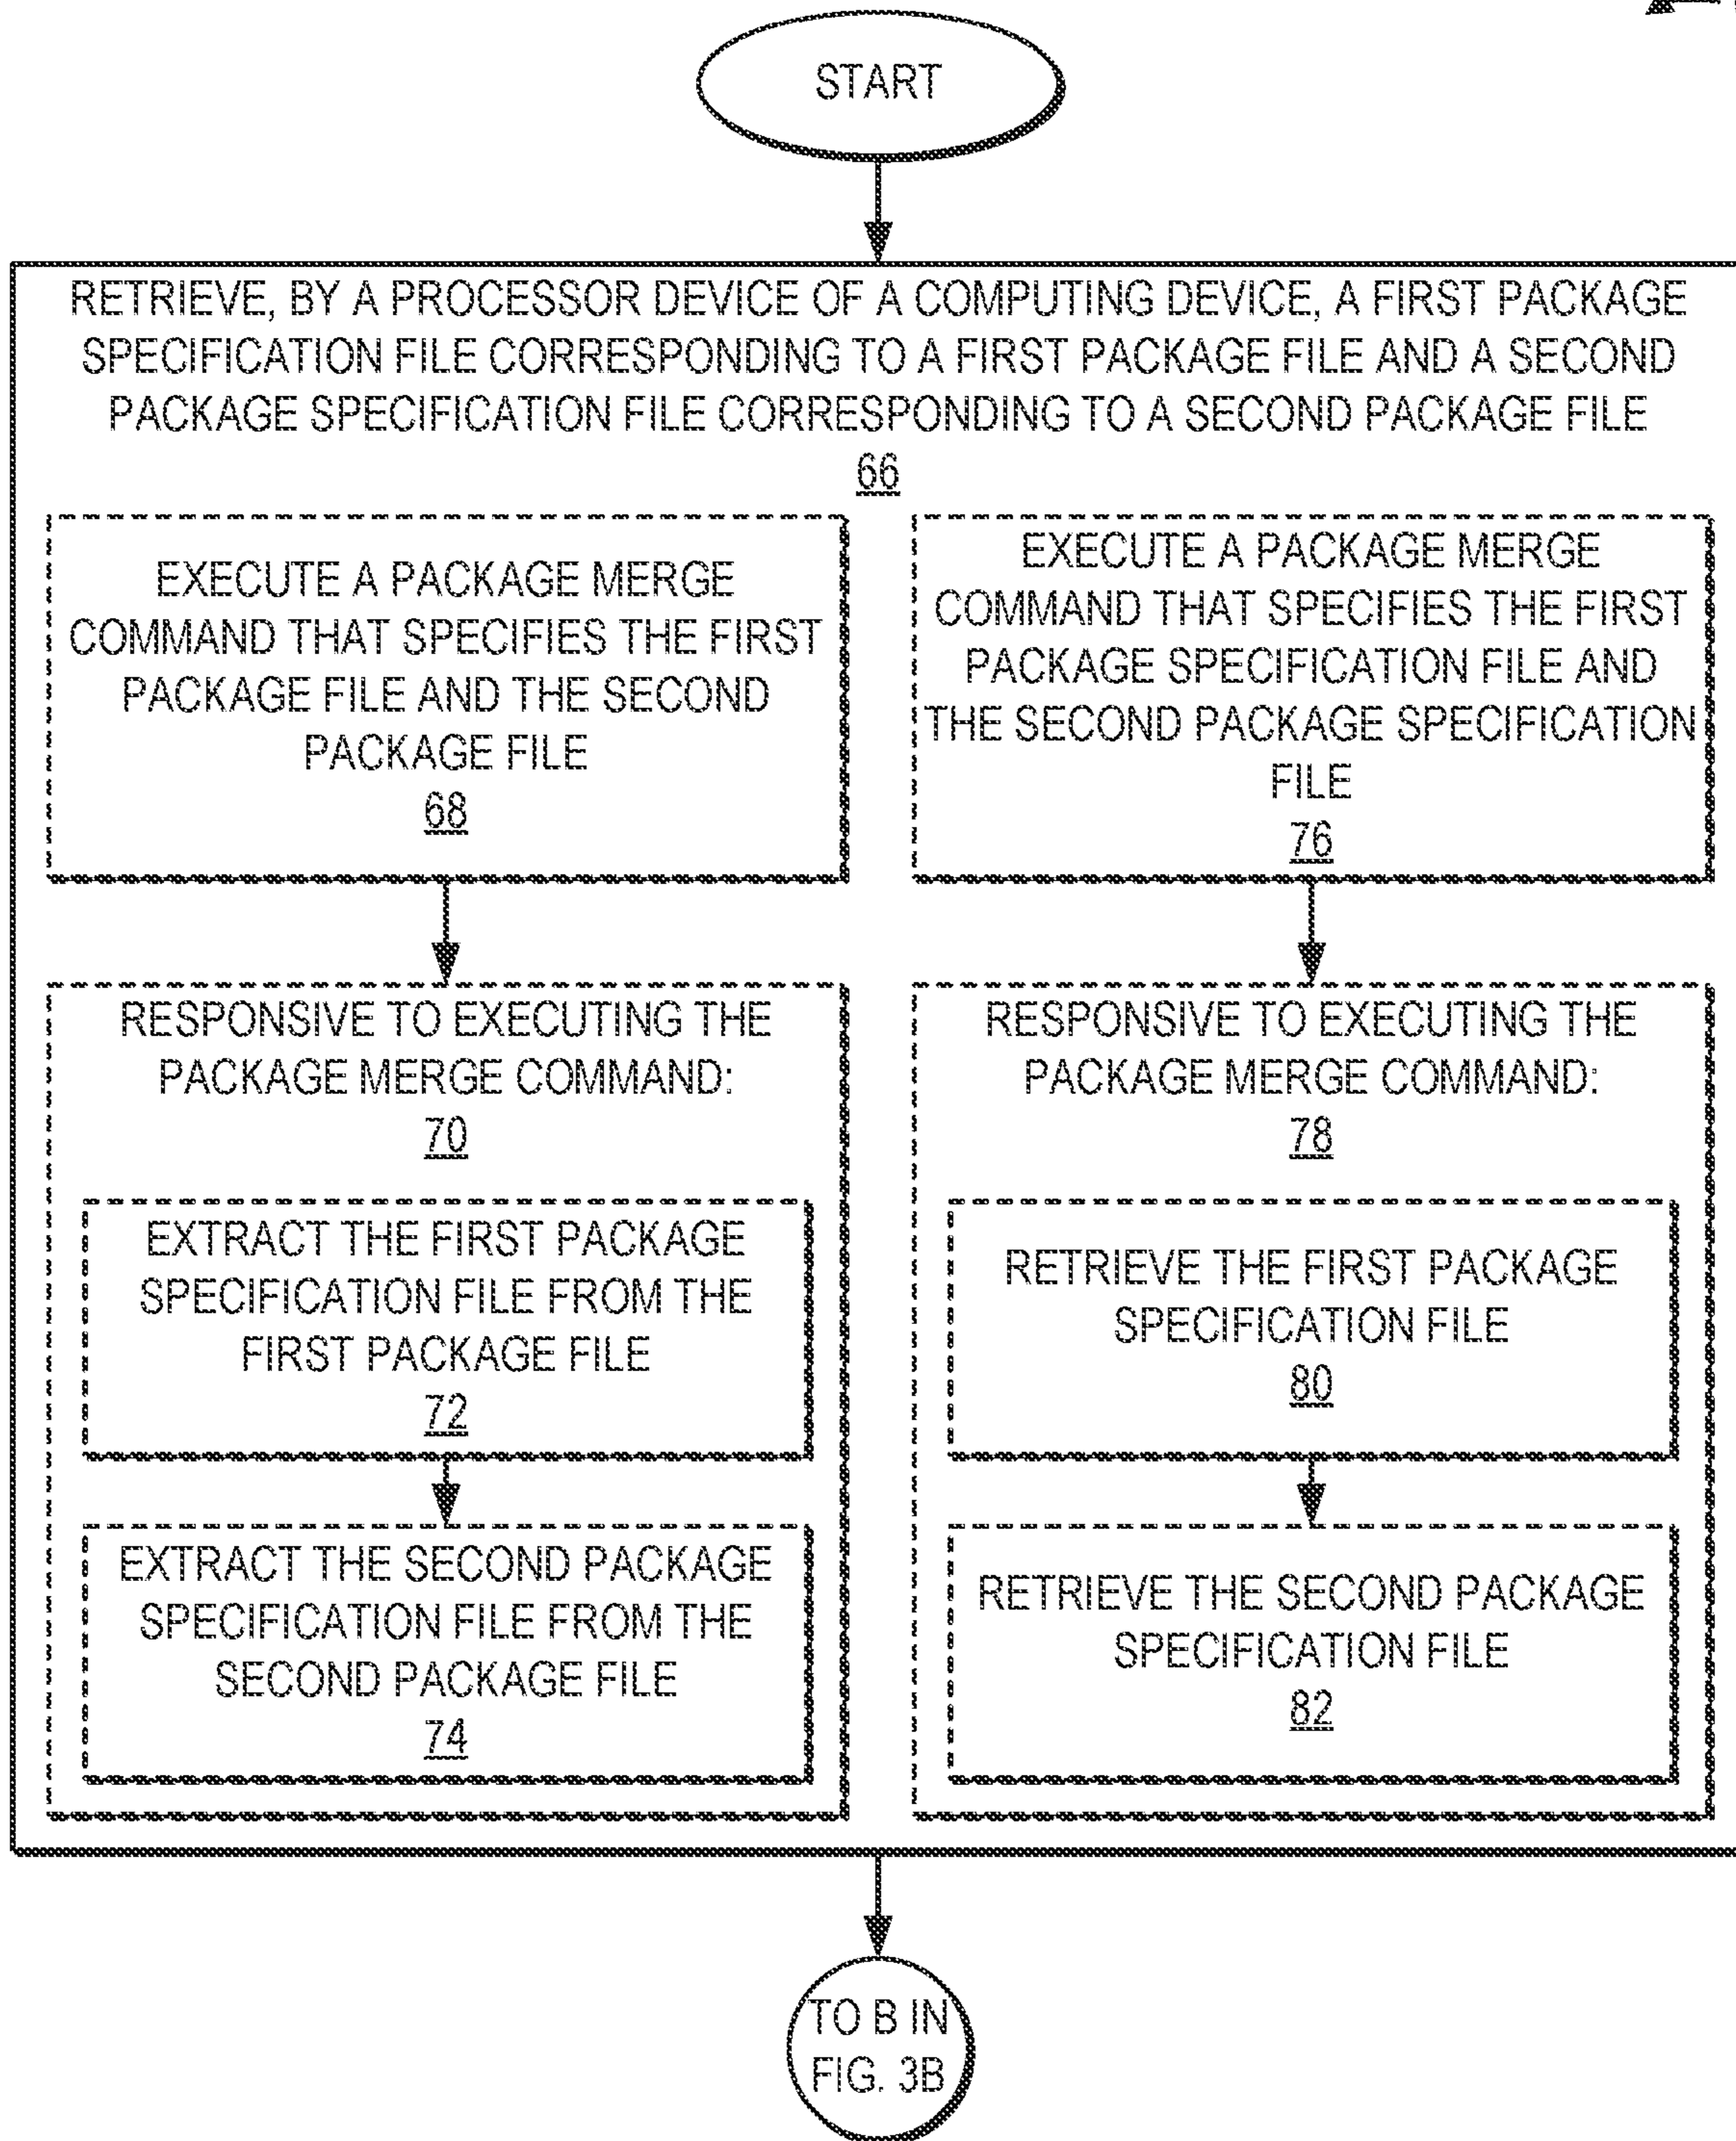 START
RETRIEVE, BY A PROCESSOR DEVICE OF A COMPUTING DEVICE, A FIRST PACKAGE
SPECIFICATION FILE CORRESPONDING TO A FIRST PACKAGE FILE AND A SECOND
PACKAGE SPECIFICATION FILE CORRESPONDING TO A SECOND PACKAGE FILE
66
EXECUTE A PACKAGE MERGE
COMMAND THAT SPECIFIES THE FIRST
PACKAGE FILE AND THE SECOND
PACKAGE FILE
68
RESPONSIVE TO EXECUTING THE
PACKAGE MERGE COMMAND:
70
EXTRACT THE FIRST PACKAGE
SPECIFICATION FILE FROM THE
FIRST PACKAGE FILE
72
EXTRACT THE SECOND PACKAGE
SPECIFICATION FILE FROM THE
SECOND PACKAGE FILE
74
EXECUTE A PACKAGE MERGE
COMMAND THAT SPECIFIES THE FIRST
PACKAGE SPECIFICATION FILE AND
THE SECOND PACKAGE SPECIFICATION
FILE
76
RESPONSIVE TO EXECUTING THE
PACKAGE MERGE COMMAND:
78
RETRIEVE THE FIRST PACKAGE
SPECIFICATION FILE
80
RETRIEVE THE SECOND PACKAGE
SPECIFICATION FILE
82
TO B IN
FIG. 3B